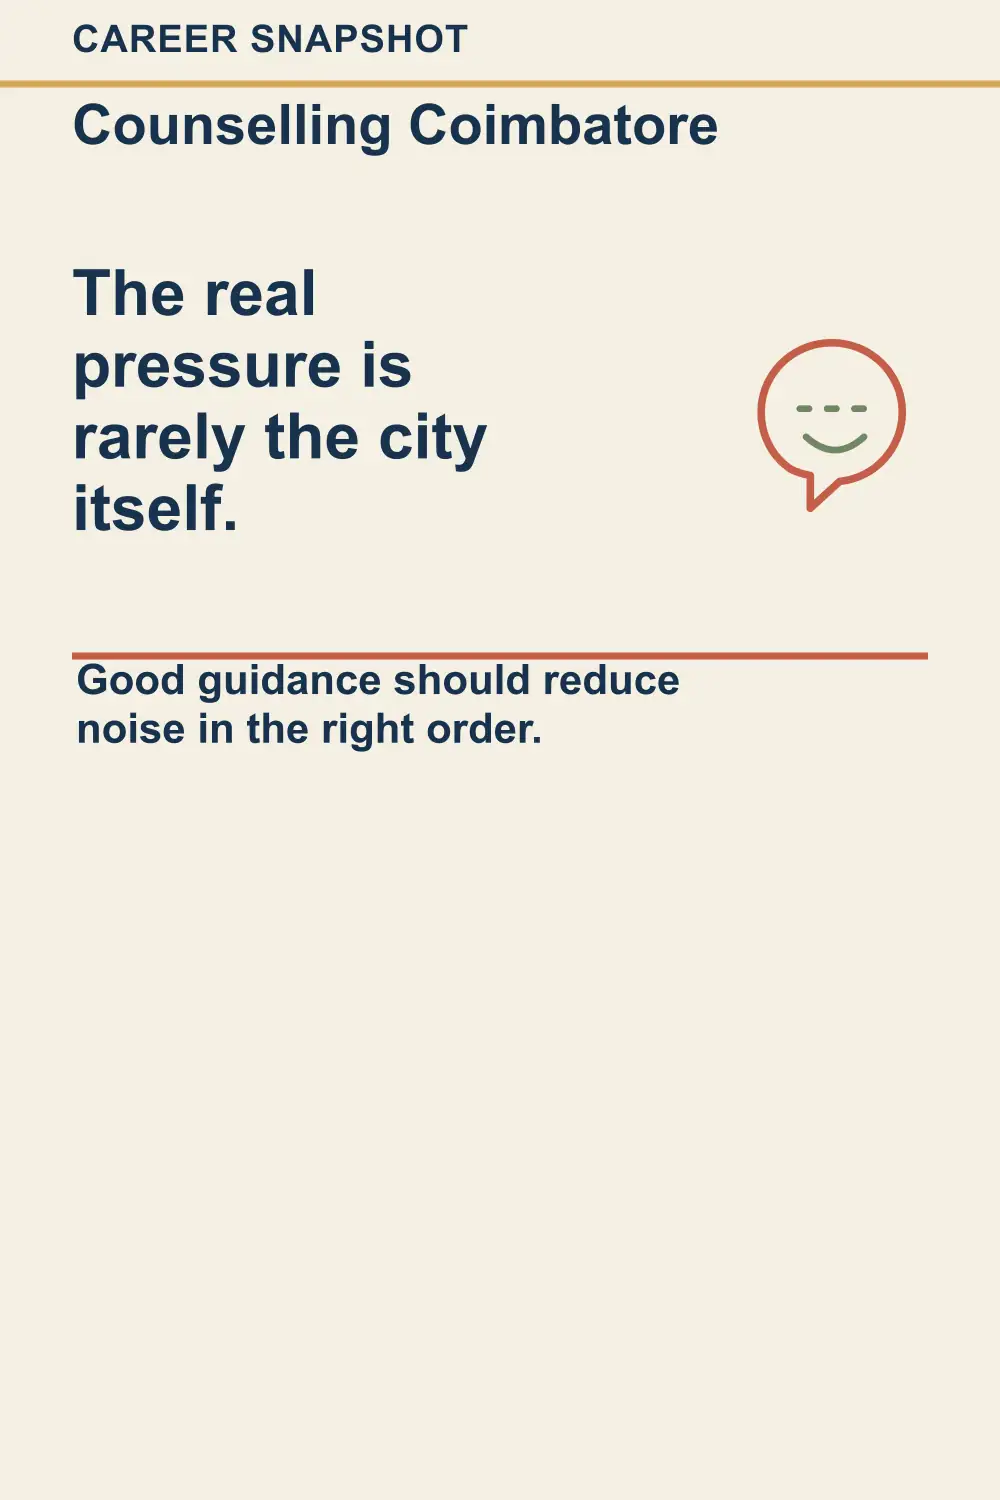 CAREER SNAPSHOT
Counselling Coimbatore
The real
pressure is
rarely the city
itself.
Good guidance should reduce
noise in the right order.